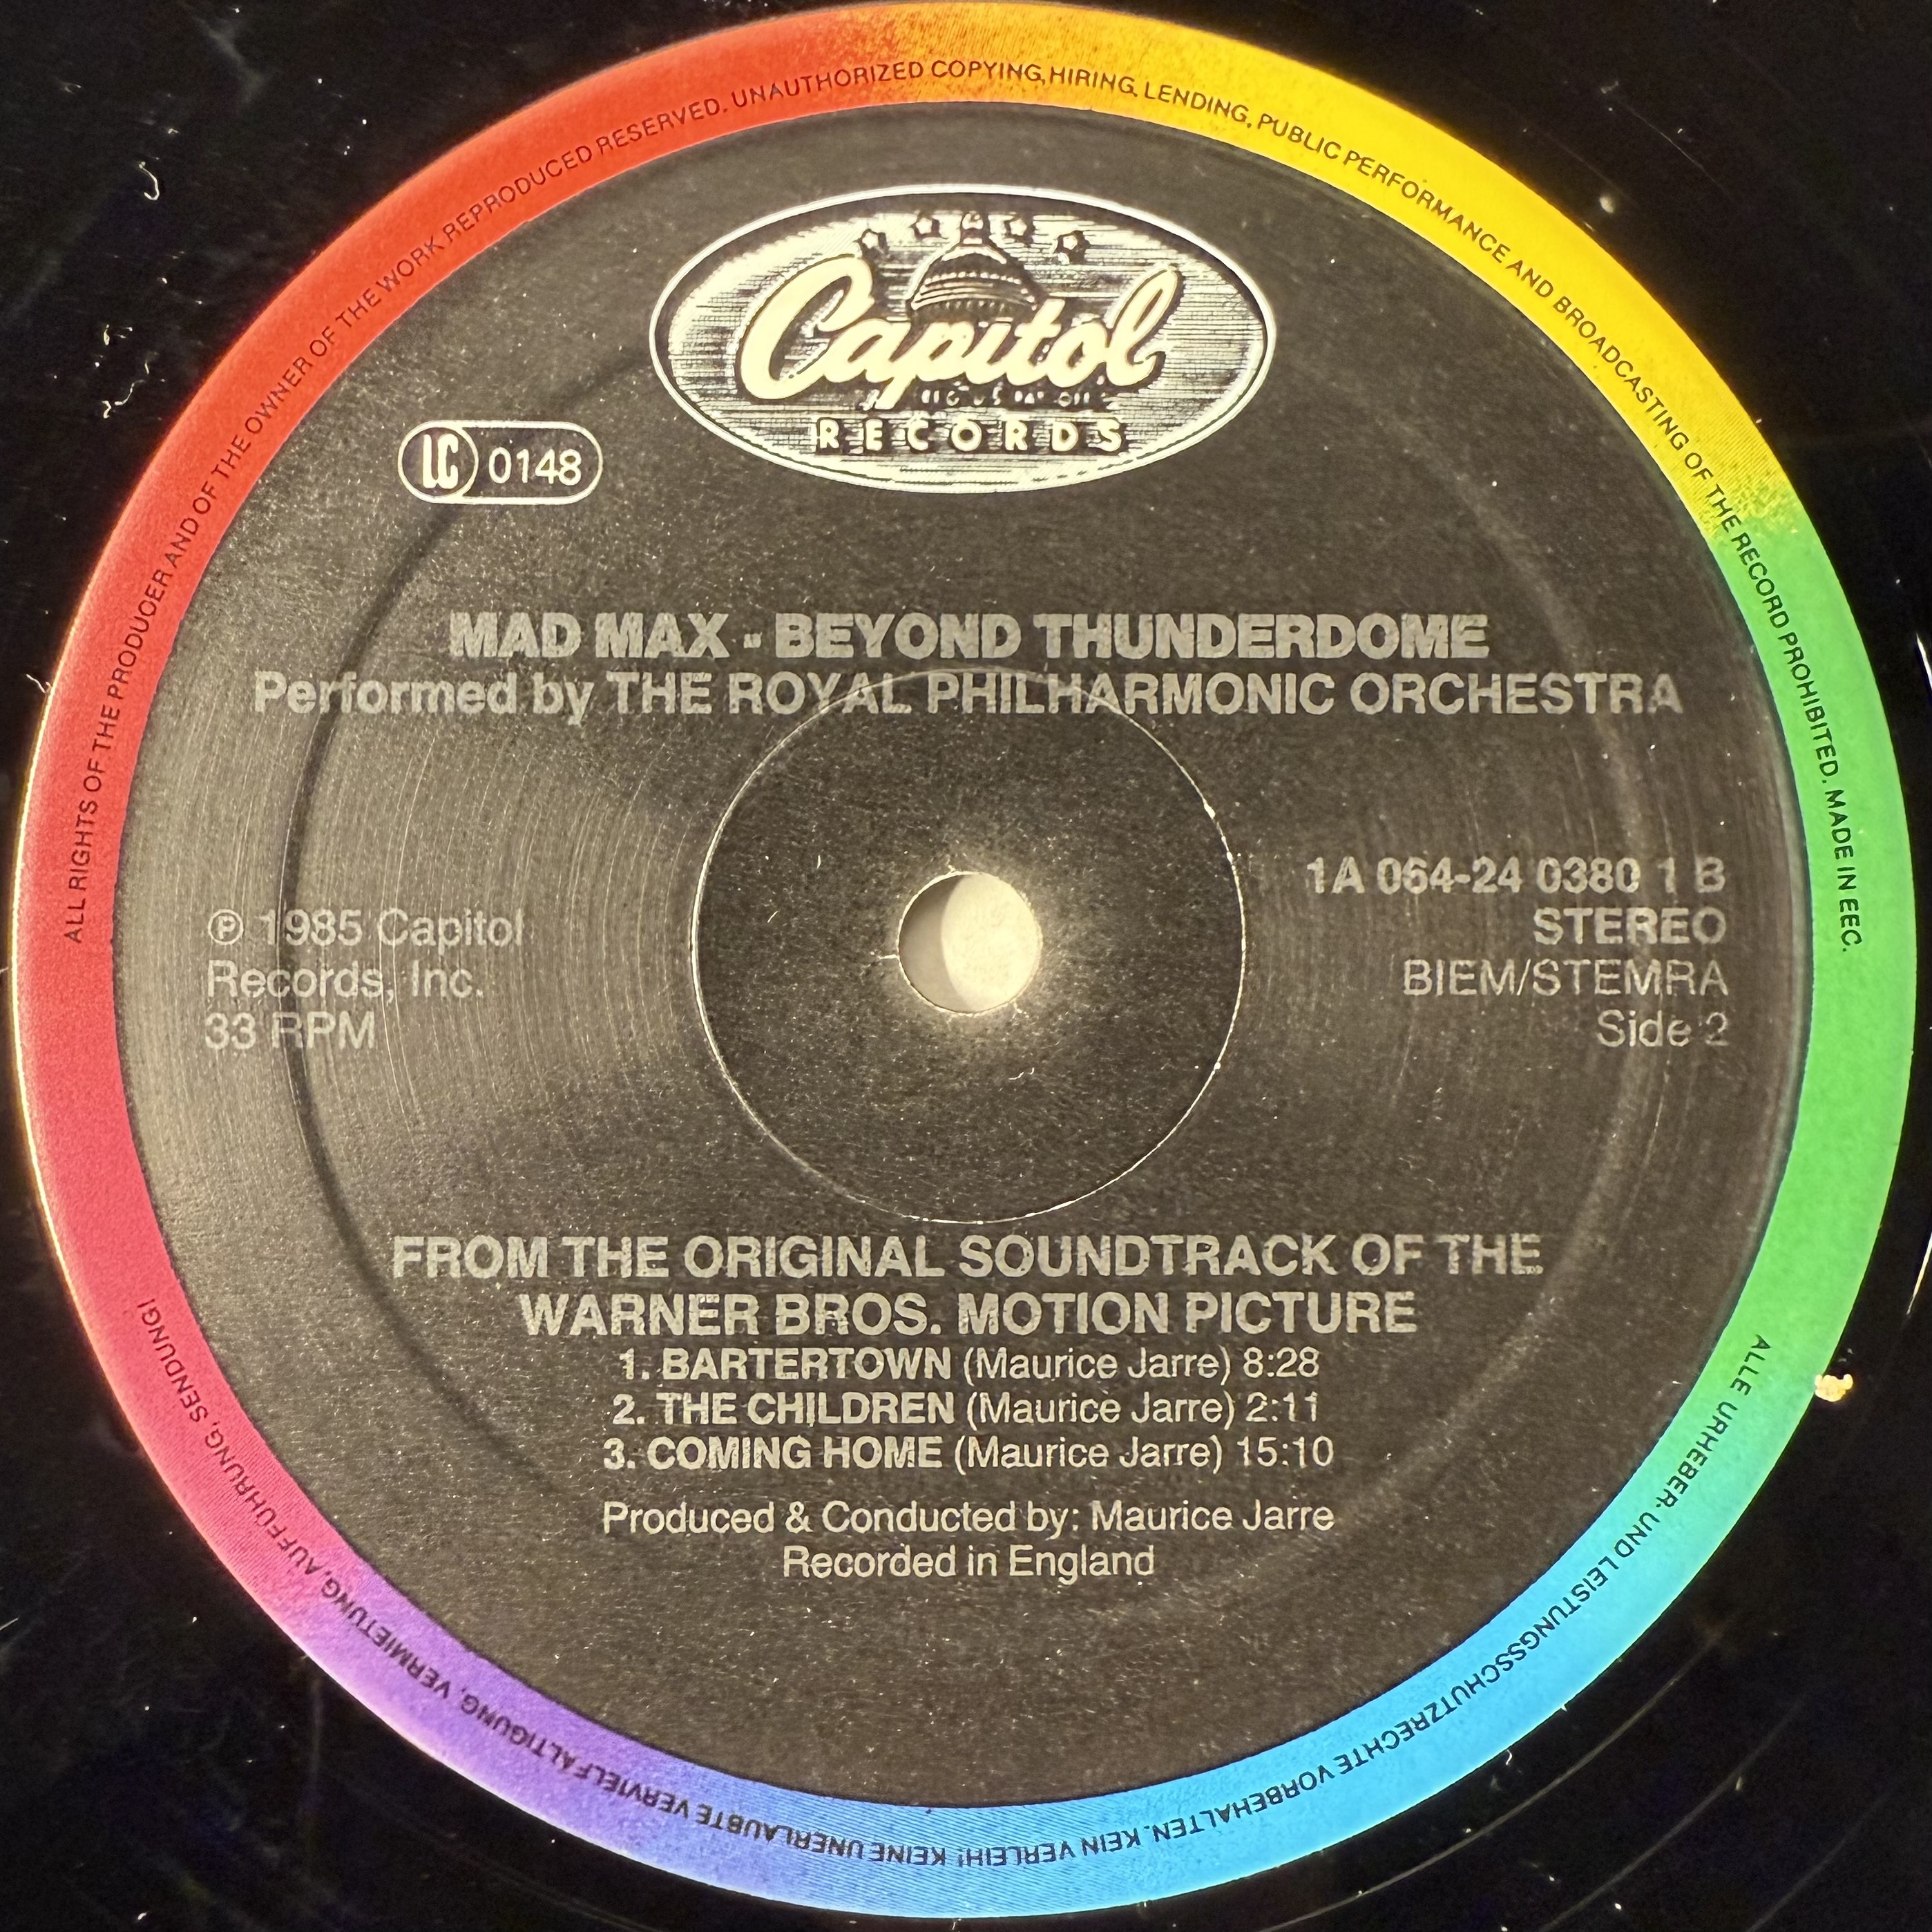 ALL RIGHTS OF THE PRODUCER AND OF THE OWNER OF THE WORK REPRODUCED RESERVED. UNAUTHORIZED COPYING, HIRING, LENDING, PUBLIC PERFORMANCE AND BROADCASTING OF THE RECORD PROHIBITED. MADE IN EEC.
Capitol
RECORDS
LC 0148
MAD MAX - BEYOND THUNDERDOME
Performed by THE ROYAL PHILHARMONIC ORCHESTRA
℗ 1985 Capitol
Records, Inc.
33 RPM
1A 064-24 0380 1 B
STEREO
BIEM/STEMRA
Side 2
FROM THE ORIGINAL SOUNDTRACK OF THE
WARNER BROS. MOTION PICTURE
1. BARTERTOWN (Maurice Jarre) 8:28
2. THE CHILDREN (Maurice Jarre) 2:11
3. COMING HOME (Maurice Jarre) 15:10
Produced & Conducted by: Maurice Jarre
Recorded in England
ALLE URHEBER- UND LEISTUNGSSCHUTZRECHTE VORBEHALTEN. KEIN VERLEIH! KEINE UNERLAUBTE VERVIELFÄLTIGUNG, VERMIETUNG, AUFFÜHRUNG, SENDUNG!